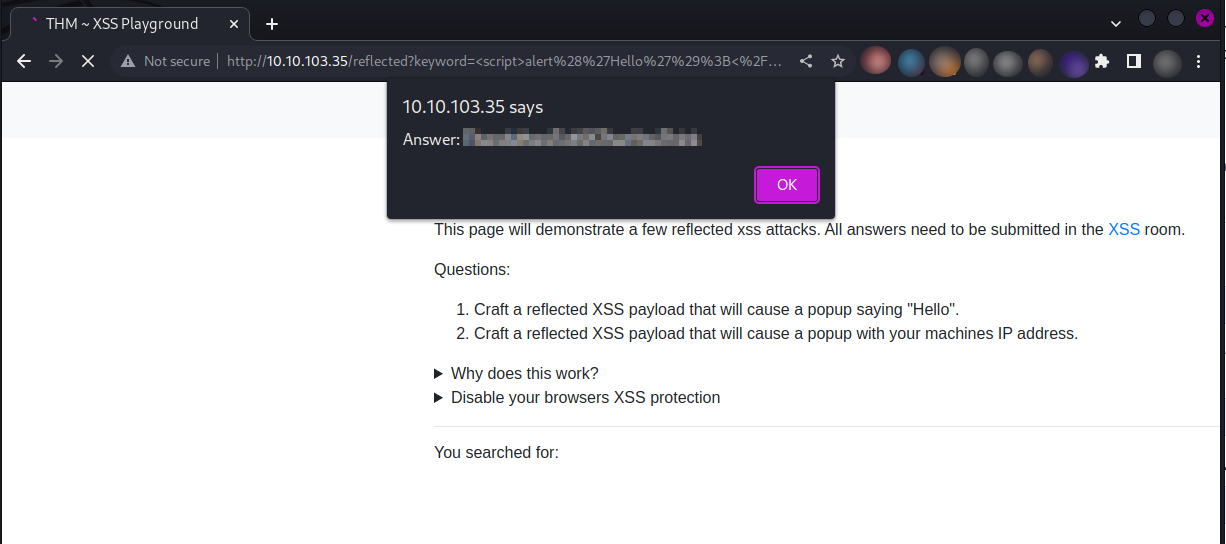 THM ~ XSS Playground
Not secure http://10.10.103.35/reflected?keyword=<script>alert%28%27Hello%27%29%3B<%2F...
10.10.103.35 says
Answer:
OK
This page will demonstrate a few reflected xss attacks. All answers need to be submitted in the XSS room.
Questions:
1. Craft a reflected XSS payload that will cause a popup saying "Hello".
2. Craft a reflected XSS payload that will cause a popup with your machines IP address.
Why does this work?
Disable your browsers XSS protection
You searched for: